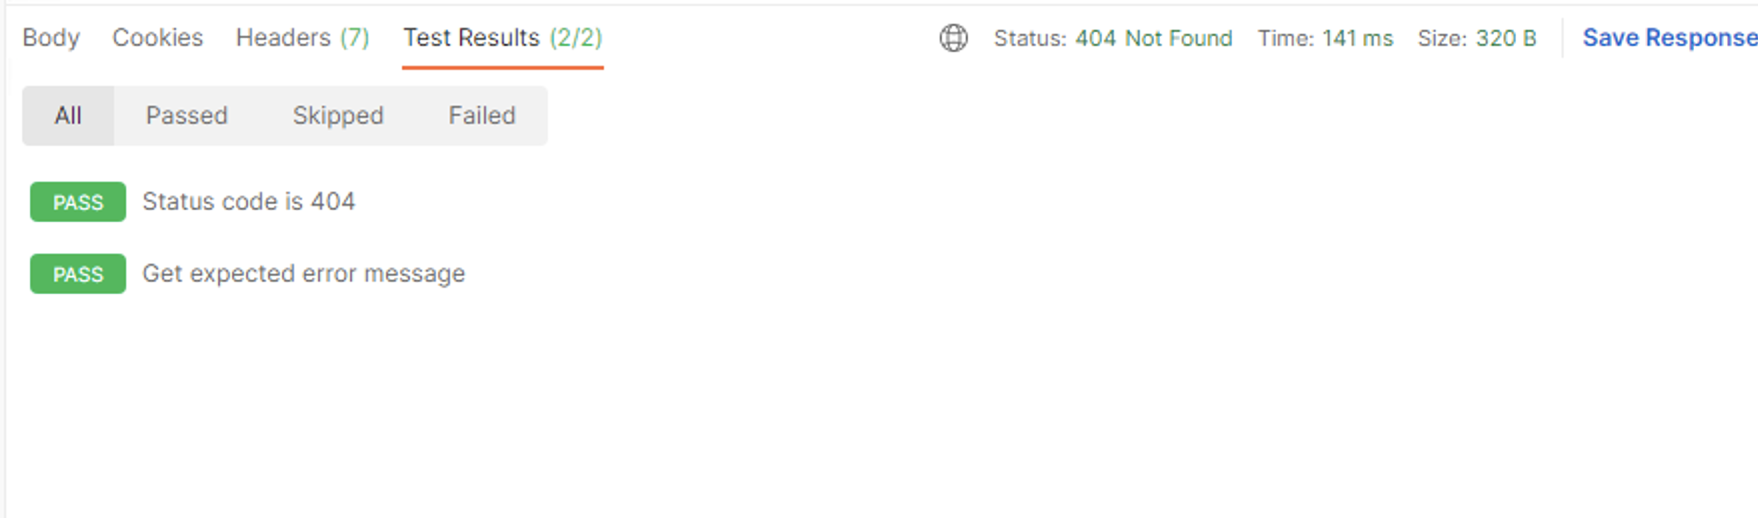 Body Cookies Headers (7) Test Results (2/2) Status: 404 Not Found Time: 141 ms Size: 320 B Save Response
All Passed Skipped Failed
PASS Status code is 404
PASS Get expected error message